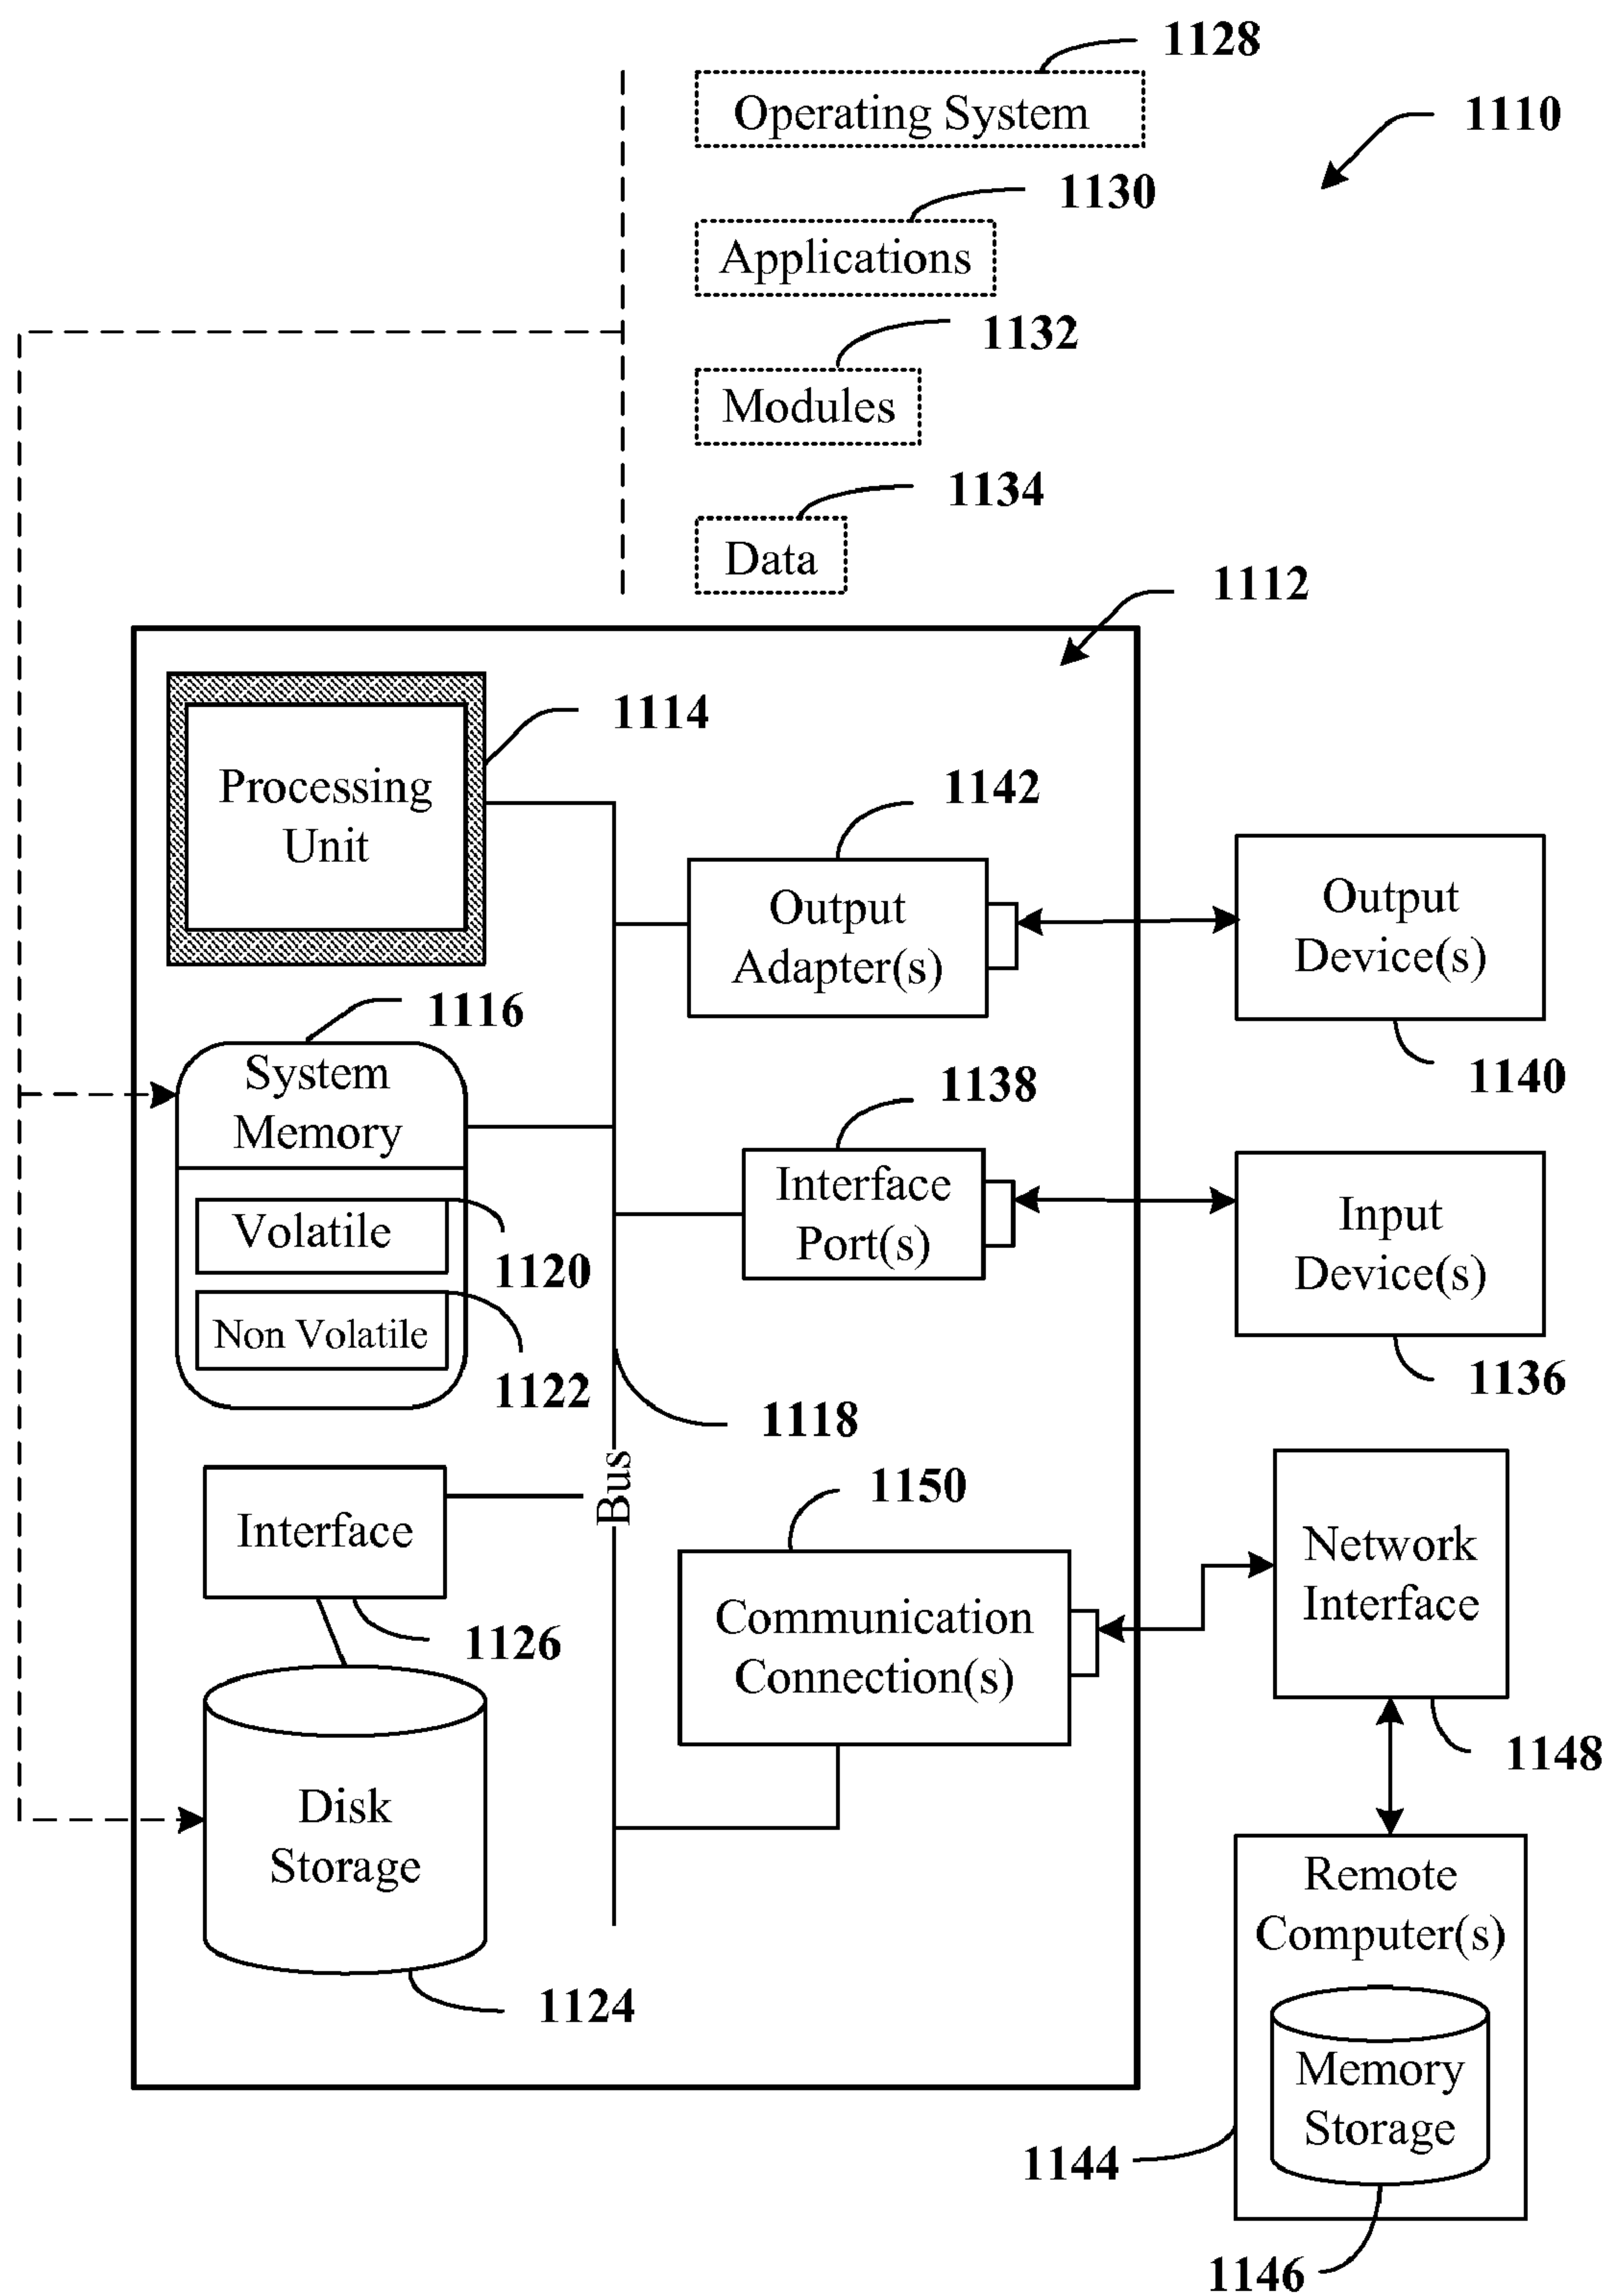 1128
Operating System
1110
1130
Applications
1132
Modules
1134
Data
1112
1114
Processing
Unit
1142
Output
Adapter(s)
Output
Device(s)
1140
1116
System
Memory
Volatile
1120
Non Volatile
1122
1138
Interface
Port(s)
Input
Device(s)
1136
1118
Bus
Interface
1126
1150
Communication
Connection(s)
Network
Interface
1148
Disk
Storage
1124
Remote
Computer(s)
Memory
Storage
1144
1146